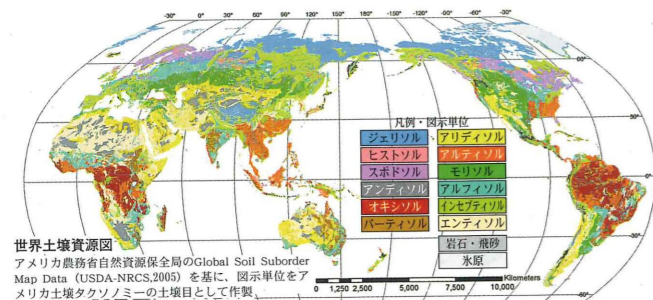 -30° 0° 30° 60° 90° 120° 150° 180° -150° -120° -90° -60° -30°
60°
30°
0°
-30°
-60°
凡例・図示単位
ジェリソル アリディソル
ヒストソル アルティソル
スポドソル モリソル
アンディソル アルフィソル
オキシソル インセプティソル
バーティソル エンティソル
岩石・飛砂
氷原
世界土壌資源図
アメリカ農務省自然資源保全局のGlobal Soil Suborder
Map Data（USDA-NRCS,2005）を基に、図示単位をア
メリカ土壌タクソノミーの土壌目として作製
Kilometers
0 1,250 2,500 5,000 7,500 10,000